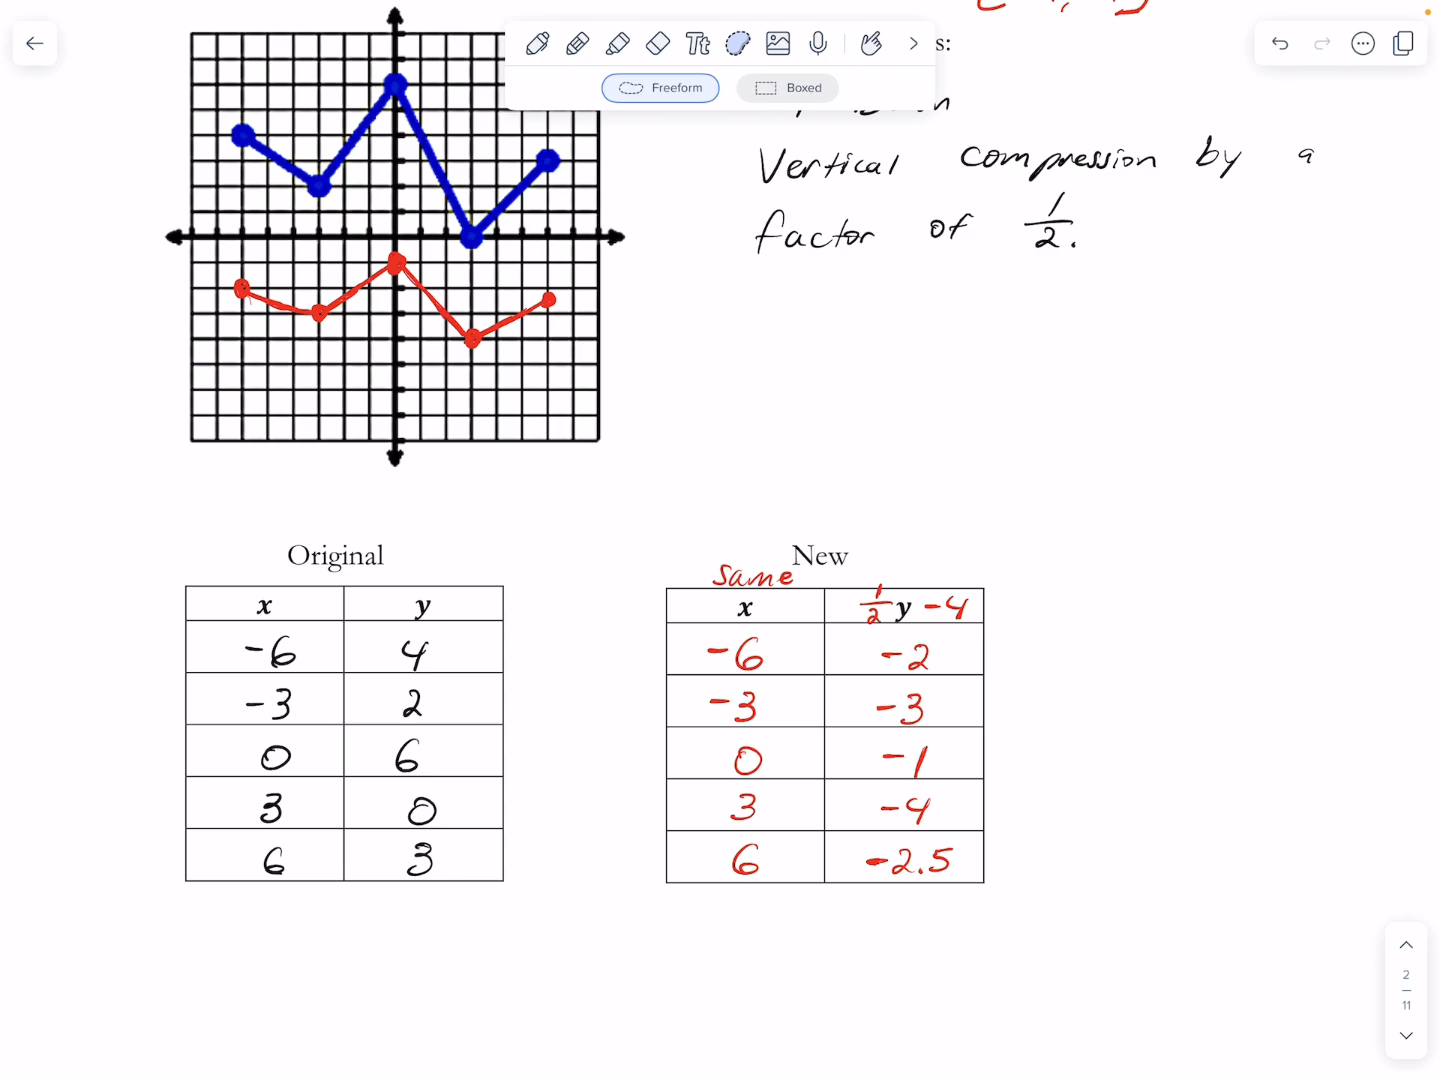 Tt
s:
Freeform
Boxed
Vertical compression by a
factor of 1/2.
Original
x y
-6 4
-3 2
0 6
3 0
6 3
New
same
x 1/2 y -4
-6 -2
-3 -3
0 -1
3 -4
6 -2.5
2
11